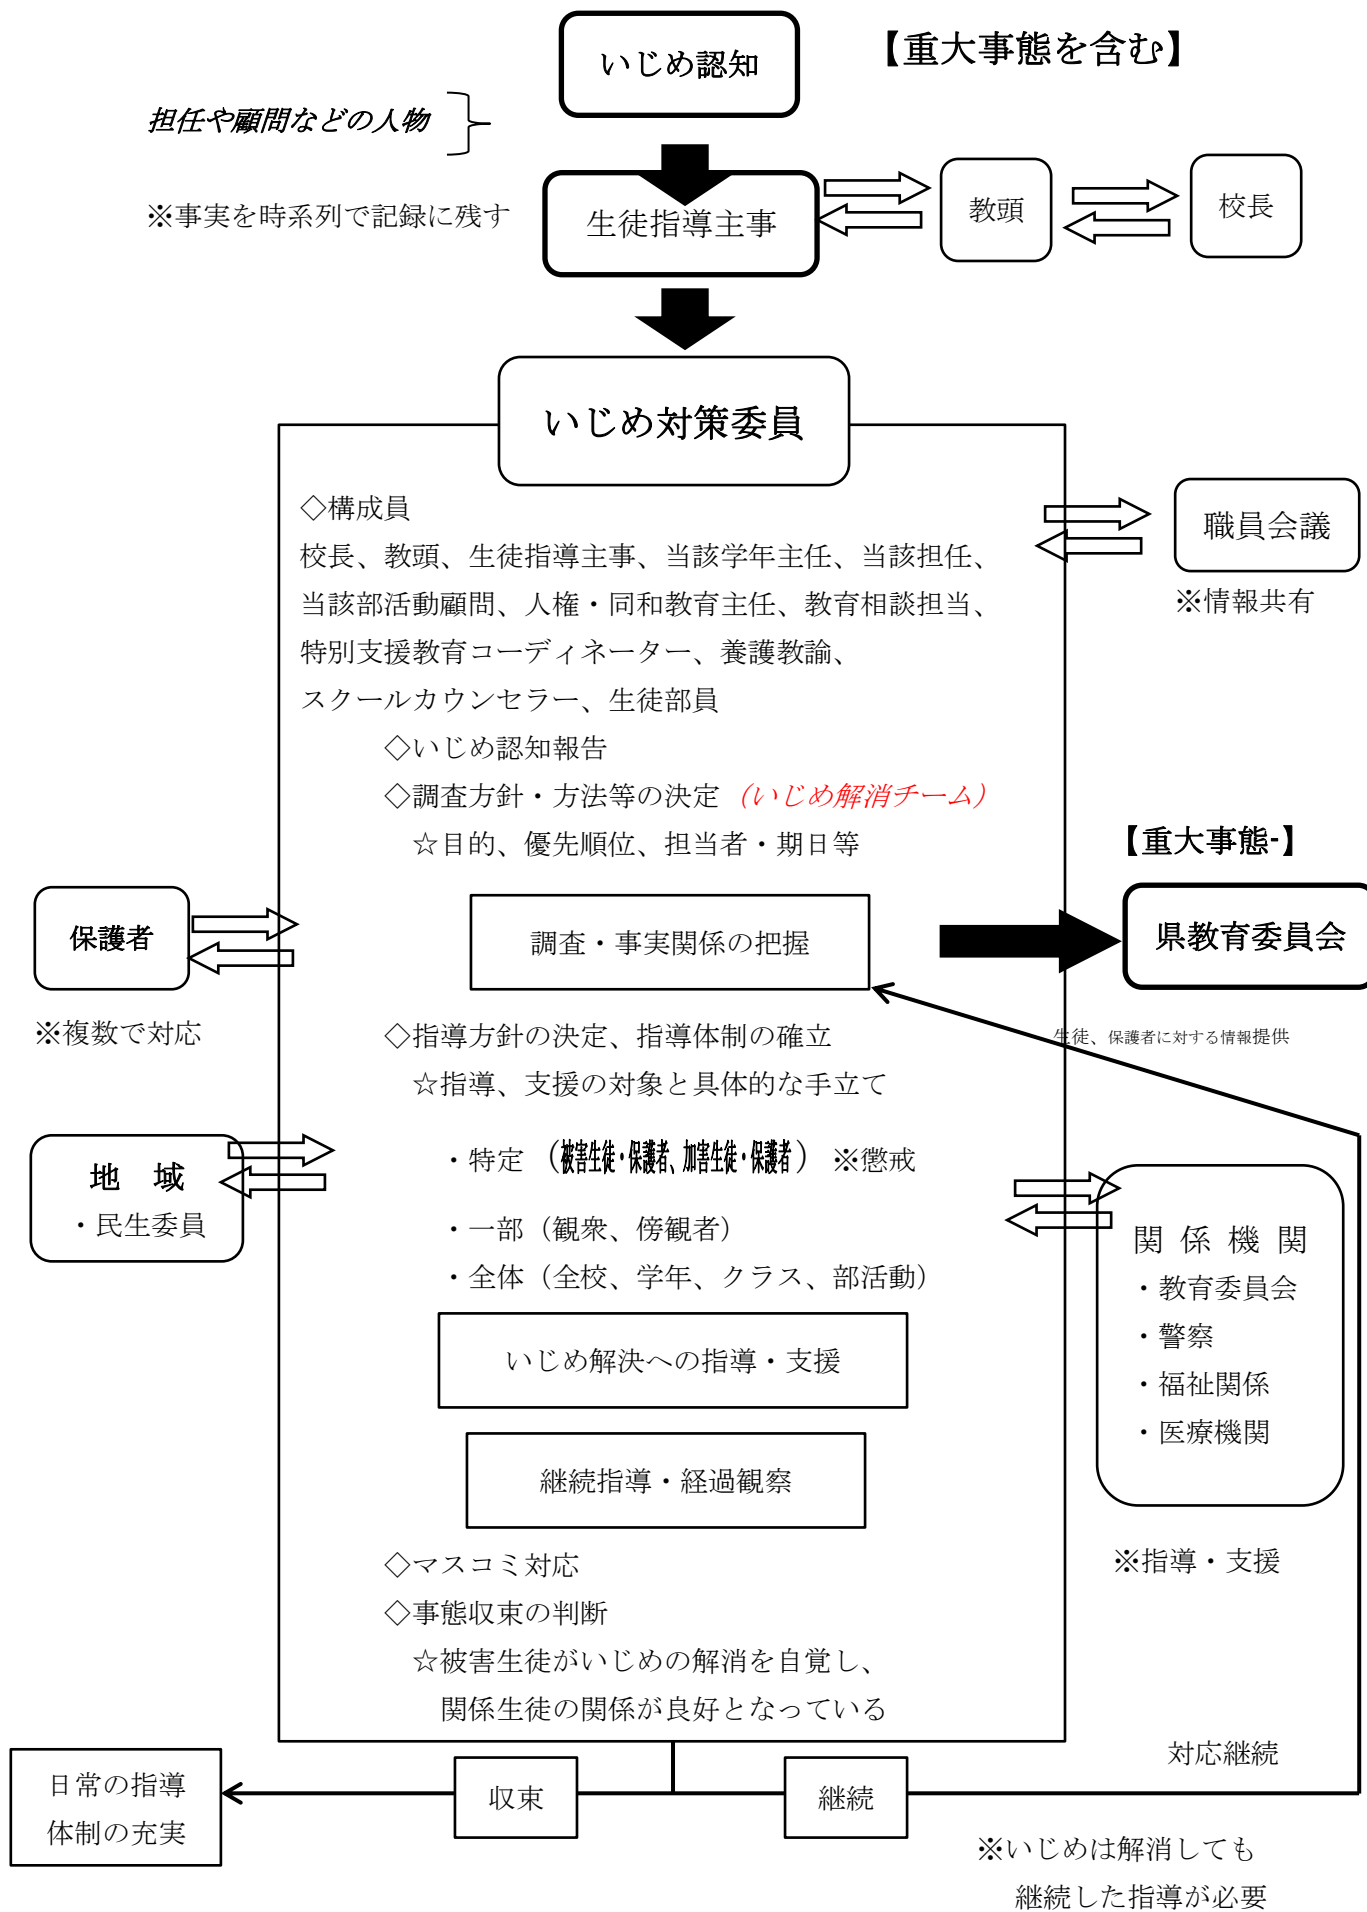 いじめ認知
【重大事態を含む】
担任や顧問などの人物
※事実を時系列で記録に残す
生徒指導主事
教頭
校長
いじめ対策委員
◇構成員
校長、教頭、生徒指導主事、当該学年主任、当該担任、
当該部活動顧問、人権・同和教育主任、教育相談担当、
特別支援教育コーディネーター、養護教諭、
スクールカウンセラー、生徒部員
職員会議
※情報共有
◇いじめ認知報告
◇調査方針・方法等の決定（いじめ解消チーム）
☆目的、優先順位、担当者・期日等
【重大事態-】
保護者
調査・事実関係の把握
県教育委員会
※複数で対応
◇指導方針の決定、指導体制の確立
生徒、保護者に対する情報提供
☆指導、支援の対象と具体的な手立て
地　域
・民生委員
・特定（被害生徒・保護者、加害生徒・保護者）※懲戒
・一部（観衆、傍観者）
・全体（全校、学年、クラス、部活動）
関係機関
・教育委員会
・警察
・福祉関係
・医療機関
いじめ解決への指導・支援
継続指導・経過観察
※指導・支援
◇マスコミ対応
◇事態収束の判断
☆被害生徒がいじめの解消を自覚し、
関係生徒の関係が良好となっている
対応継続
日常の指導
体制の充実
収束
継続
※いじめは解消しても
継続した指導が必要